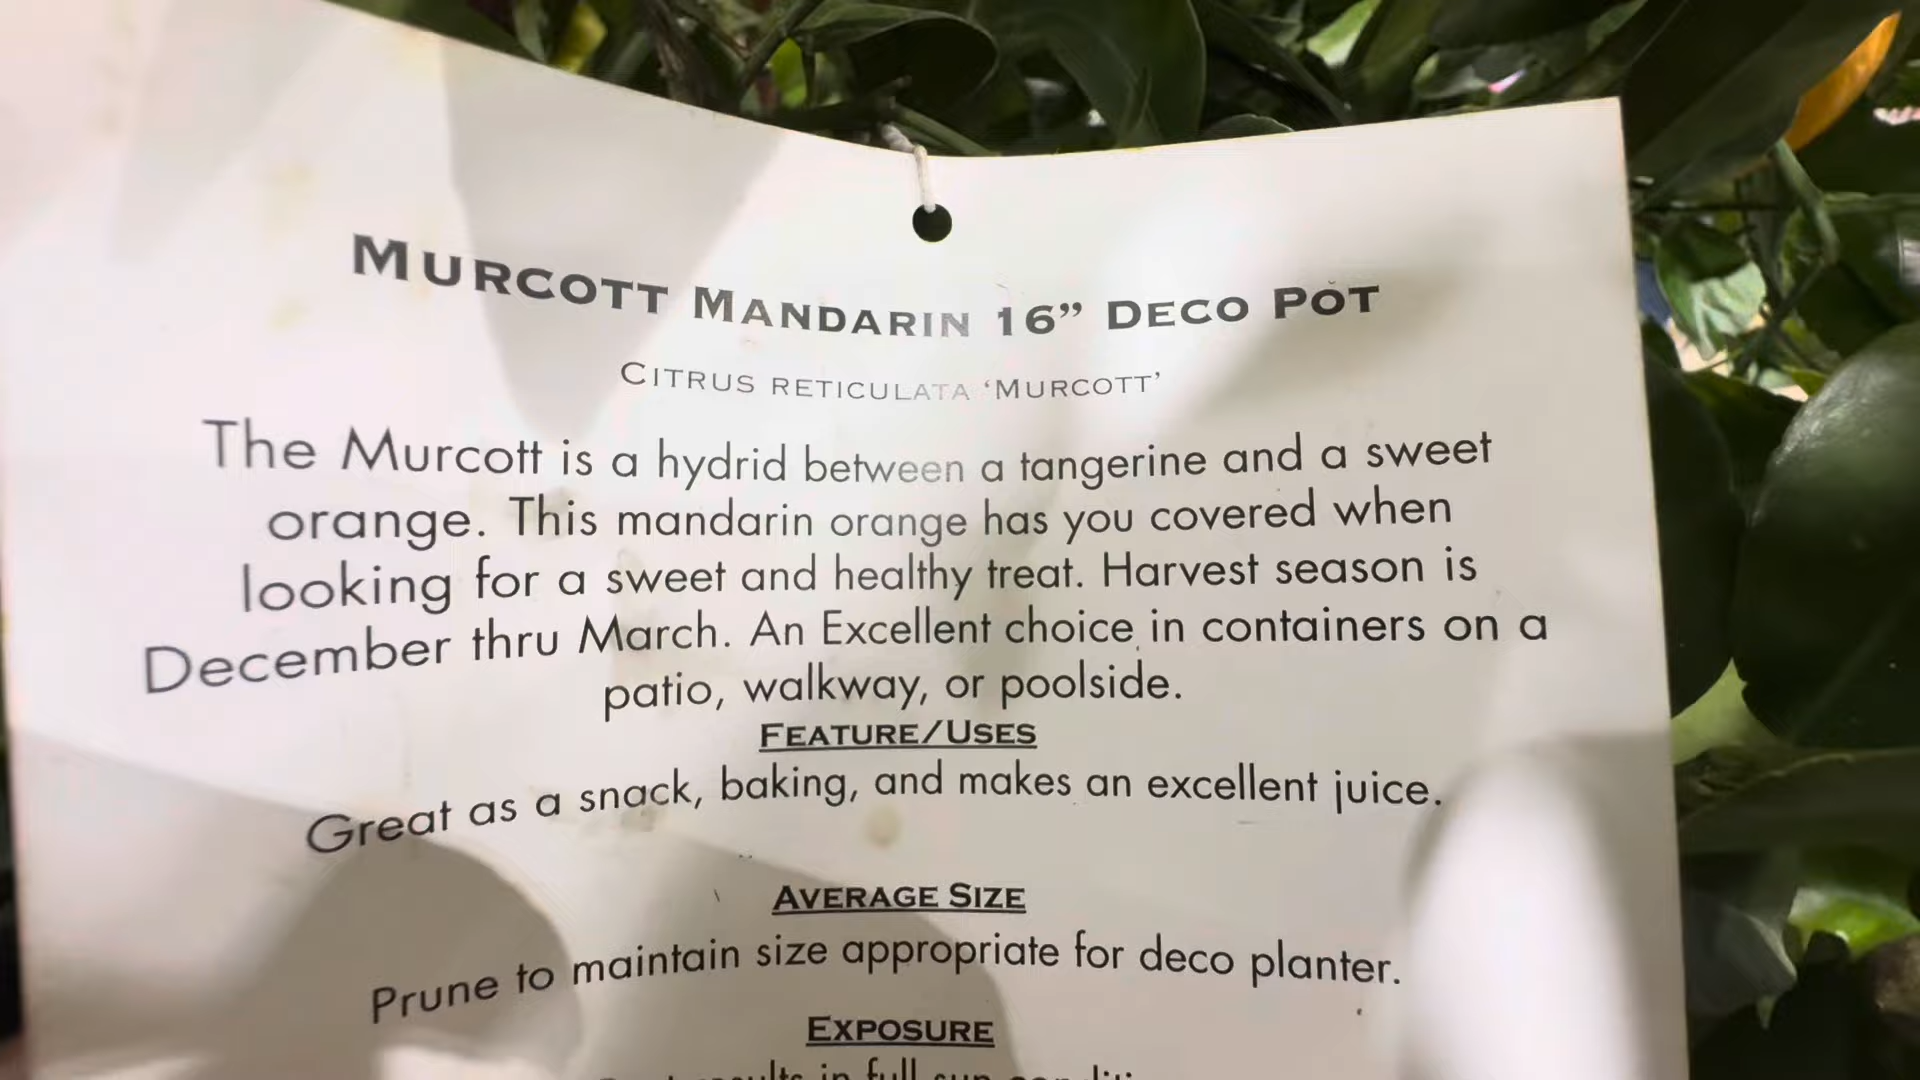 MURCOTT MANDARIN 16” DECO POT
CITRUS RETICULATA ‘MURCOTT’
The Murcott is a hydrid between a tangerine and a sweet
orange. This mandarin orange has you covered when
looking for a sweet and healthy treat. Harvest season is
December thru March. An Excellent choice in containers on a
patio, walkway, or poolside.
FEATURE/USES
Great as a snack, baking, and makes an excellent juice.
AVERAGE SIZE
Prune to maintain size appropriate for deco planter.
EXPOSURE
in full sun